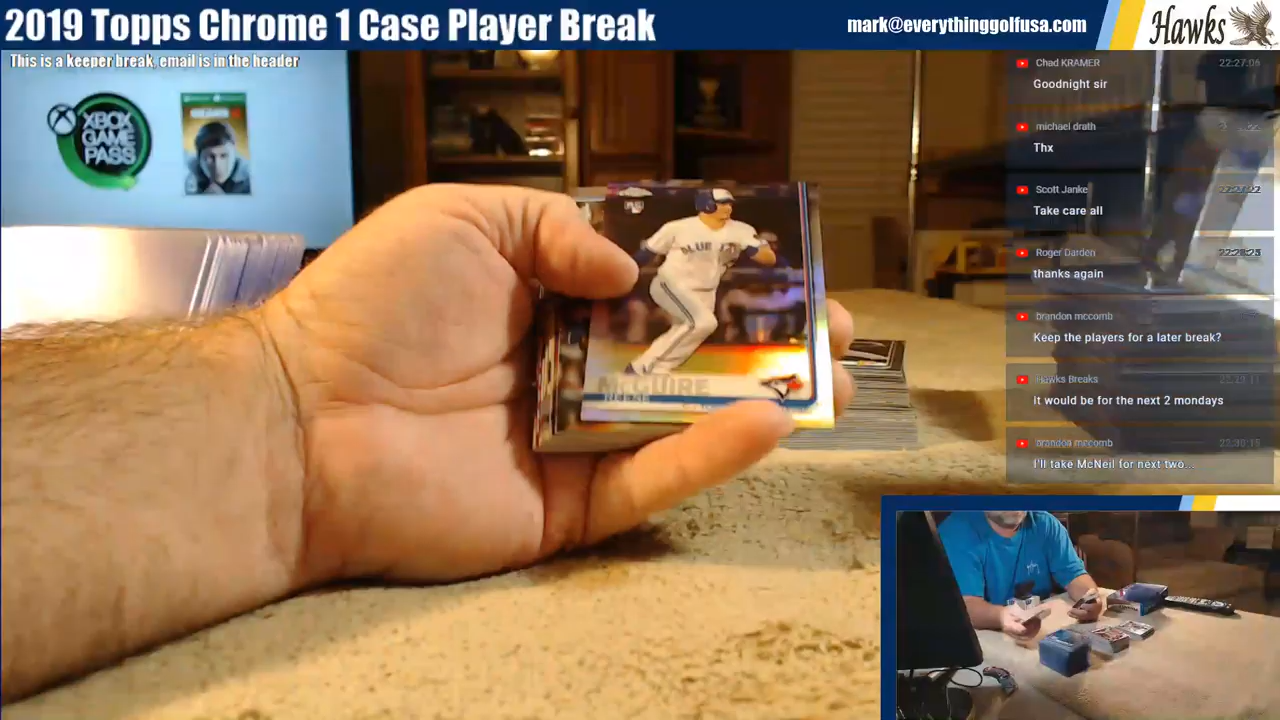 2019 Topps Chrome 1 Case Player Break
mark@everythinggolfusa.com
Hawks
This is a keeper break, email is in the header
XBOX
GAME
PASS
Chad KRAMER 22:27:06
Goodnight sir
michael drath
Thx
Scott Janke
Take care all
Roger Darden
thanks again
brandon mccomb
Keep the players for a later break?
Hawks Breaks
it would be for the next 2 mondays
brandon mccomb
I'll take McNeil for next two...
McGUIRE
REESE